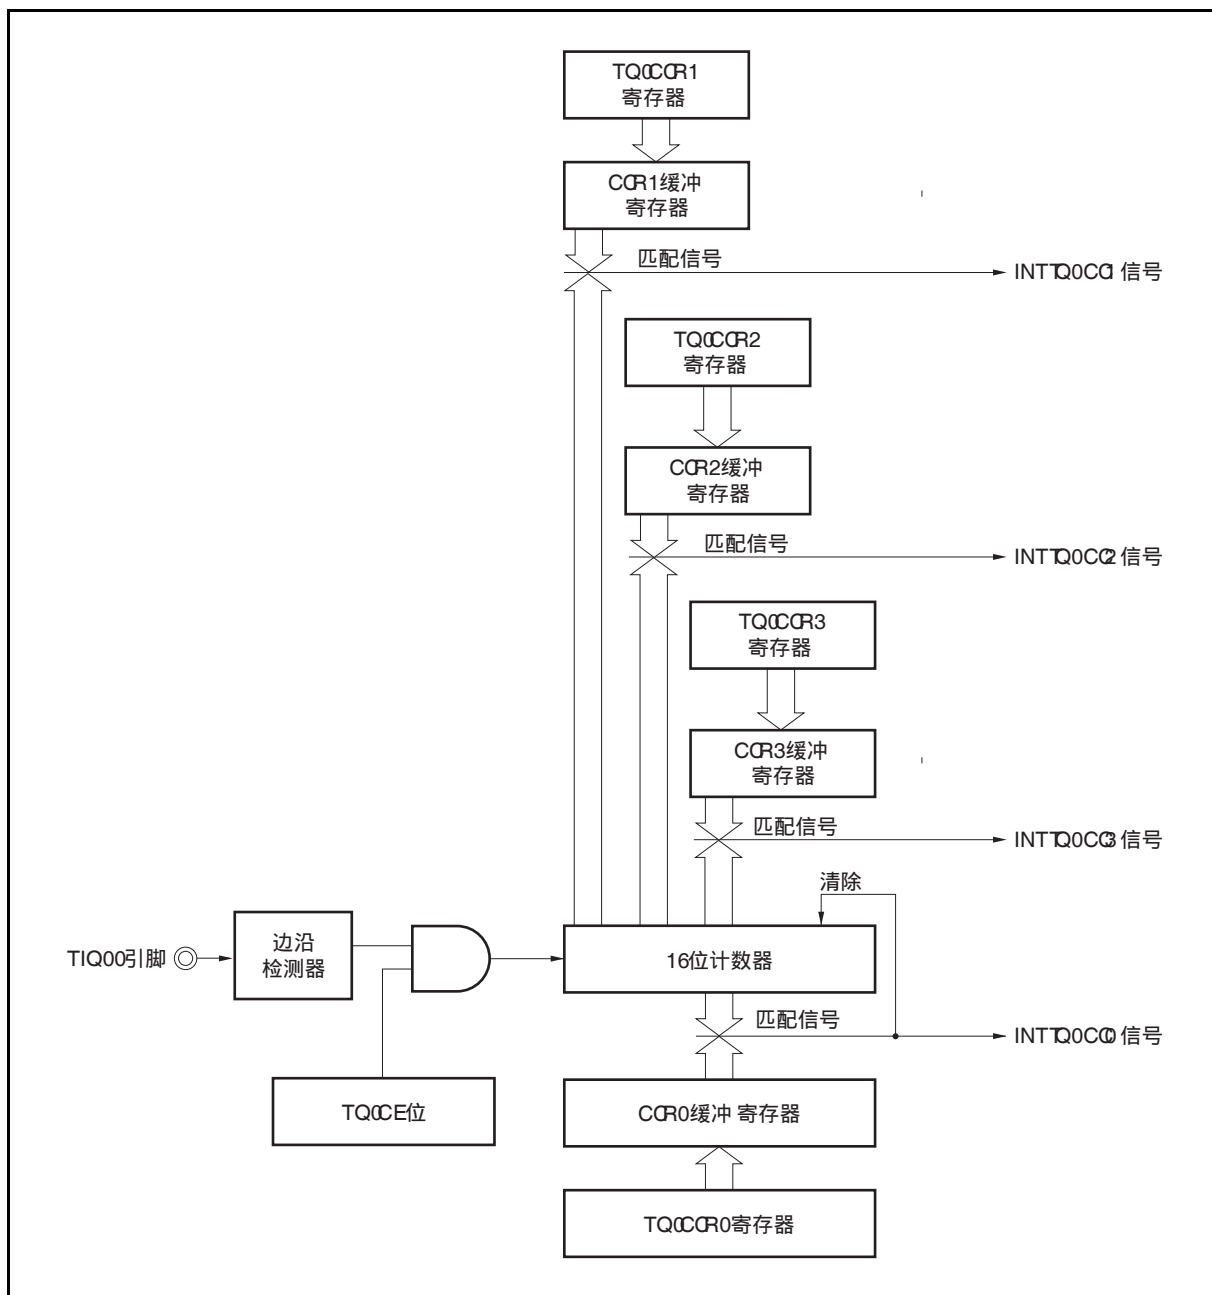 TQ0CCR1
寄存器
CCR1缓冲
寄存器
匹配信号
INTTQ0CC1 信号
TQ0CCR2
寄存器
CCR2缓冲
寄存器
匹配信号
INTTQ0CC2 信号
TQ0CCR3
寄存器
CCR3缓冲
寄存器
匹配信号
INTTQ0CC3 信号
清除
TIQ00引脚
边沿
检测器
16位计数器
匹配信号
INTTQ0CC0 信号
TQ0CE位
CCR0缓冲 寄存器
TQ0CCR0寄存器